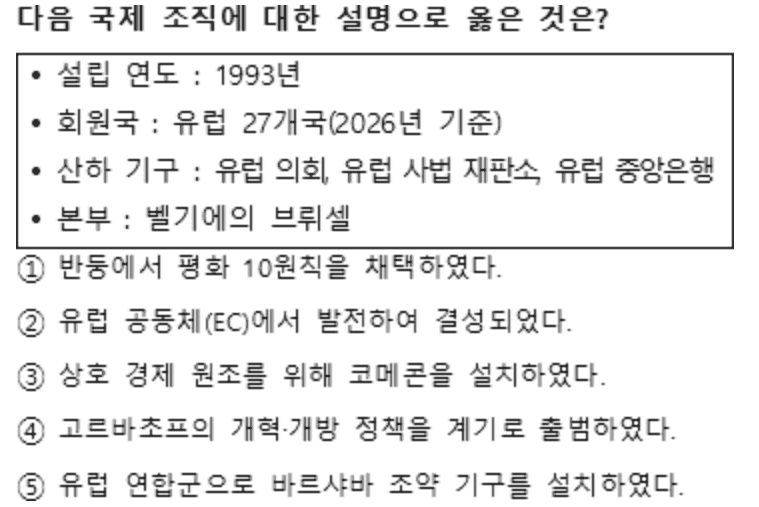 다음 국제 조직에 대한 설명으로 옳은 것은?
• 설립 연도 : 1993년
• 회원국 : 유럽 27개국(2026년 기준)
• 산하 기구 : 유럽 의회, 유럽 사법 재판소, 유럽 중앙은행
• 본부 : 벨기에의 브뤼셀
① 반둥에서 평화 10원칙을 채택하였다.
② 유럽 공동체(EC)에서 발전하여 결성되었다.
③ 상호 경제 원조를 위해 코메콘을 설치하였다.
④ 고르바초프의 개혁·개방 정책을 계기로 출범하였다.
⑤ 유럽 연합군으로 바르샤바 조약 기구를 설치하였다.